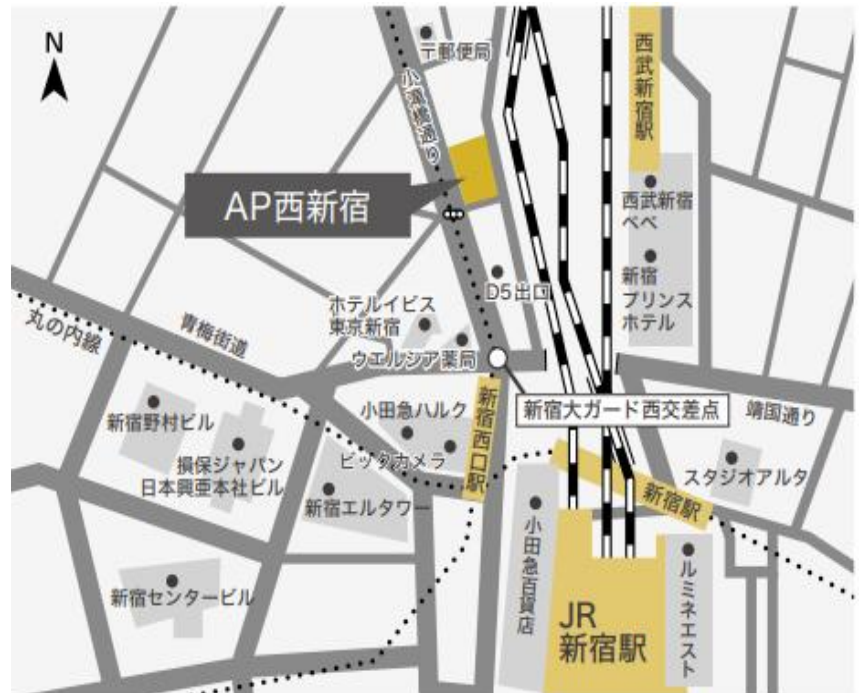 N
〒郵便局
小滝橋通り
西武新宿駅
AP西新宿
西武新宿
ペペ
新宿
プリンス
ホテル
D5出口
ホテルイビス
東京新宿
ウエルシア薬局
丸の内線
青梅街道
新宿大ガード西交差点
靖国通り
新宿野村ビル
損保ジャパン
日本興亜本社ビル
小田急ハルク
ビックカメラ
新宿西口駅
新宿エルタワー
スタジオアルタ
新宿駅
小田急百貨店
新宿センタービル
JR
新宿駅
ルミネエスト